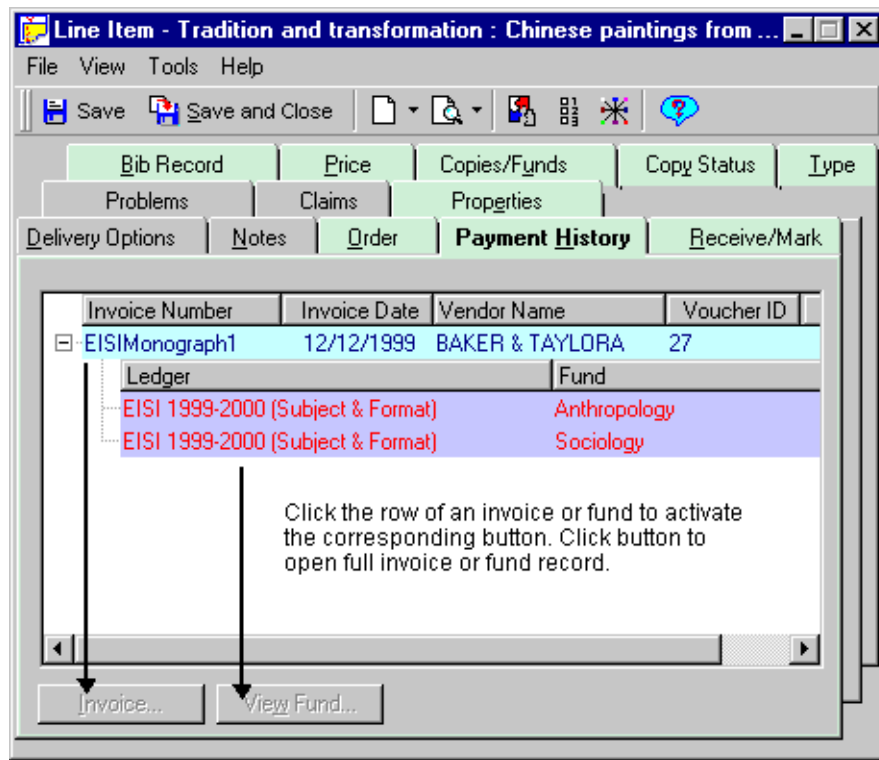 Line Item - Tradition and transformation : Chinese paintings from ...
File View Tools Help
Save Save and Close
Bib Record Price Copies/Funds Copy Status Type
Problems Claims Properties
Delivery Options Notes Order Payment History Receive/Mark
Invoice Number Invoice Date Vendor Name Voucher ID
EISIMonograph1 12/12/1999 BAKER & TAYLORA 27
Ledger Fund
EISI 1999-2000 (Subject & Format) Anthropology
EISI 1999-2000 (Subject & Format) Sociology
Click the row of an invoice or fund to activate
the corresponding button. Click button to
open full invoice or fund record.
Invoice... View Fund...